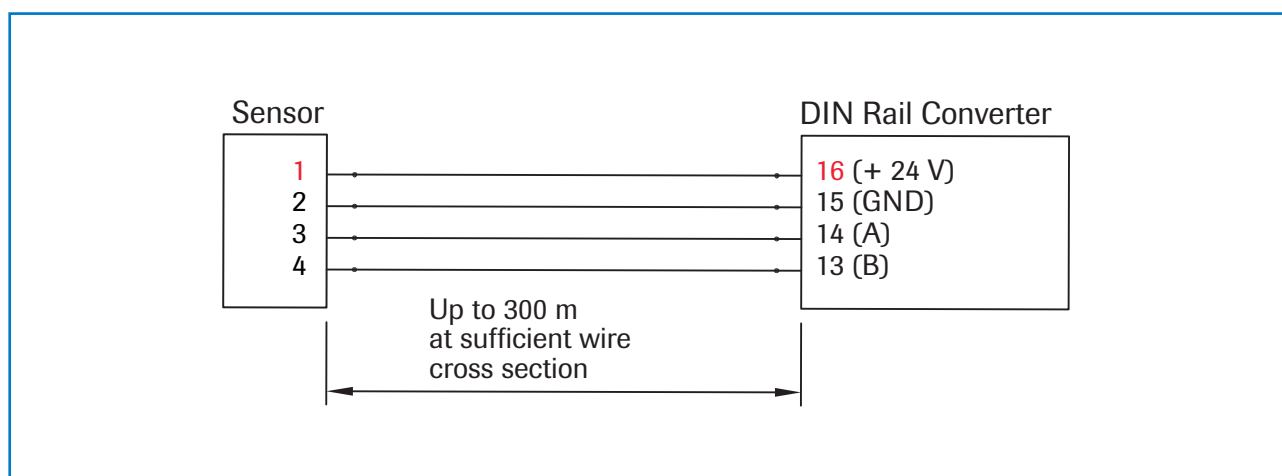 Sensor
DIN Rail Converter
1
2
3
4
16 (+ 24 V)
15 (GND)
14 (A)
13 (B)
Up to 300 m
at sufficient wire
cross section